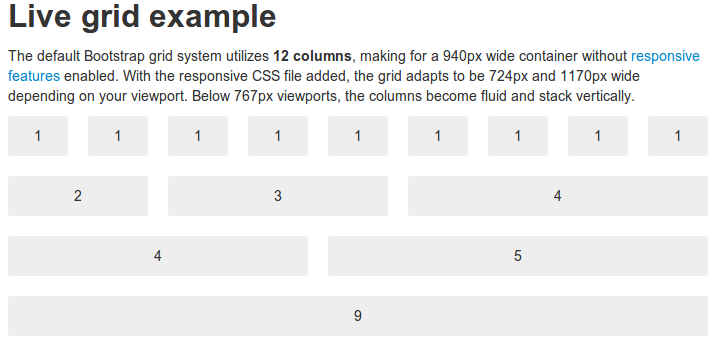 Live grid example
The default Bootstrap grid system utilizes 12 columns, making for a 940px wide container without responsive
features enabled. With the responsive CSS file added, the grid adapts to be 724px and 1170px wide
depending on your viewport. Below 767px viewports, the columns become fluid and stack vertically.
1 1 1 1 1 1 1 1 1
2 3 4
4 5
9